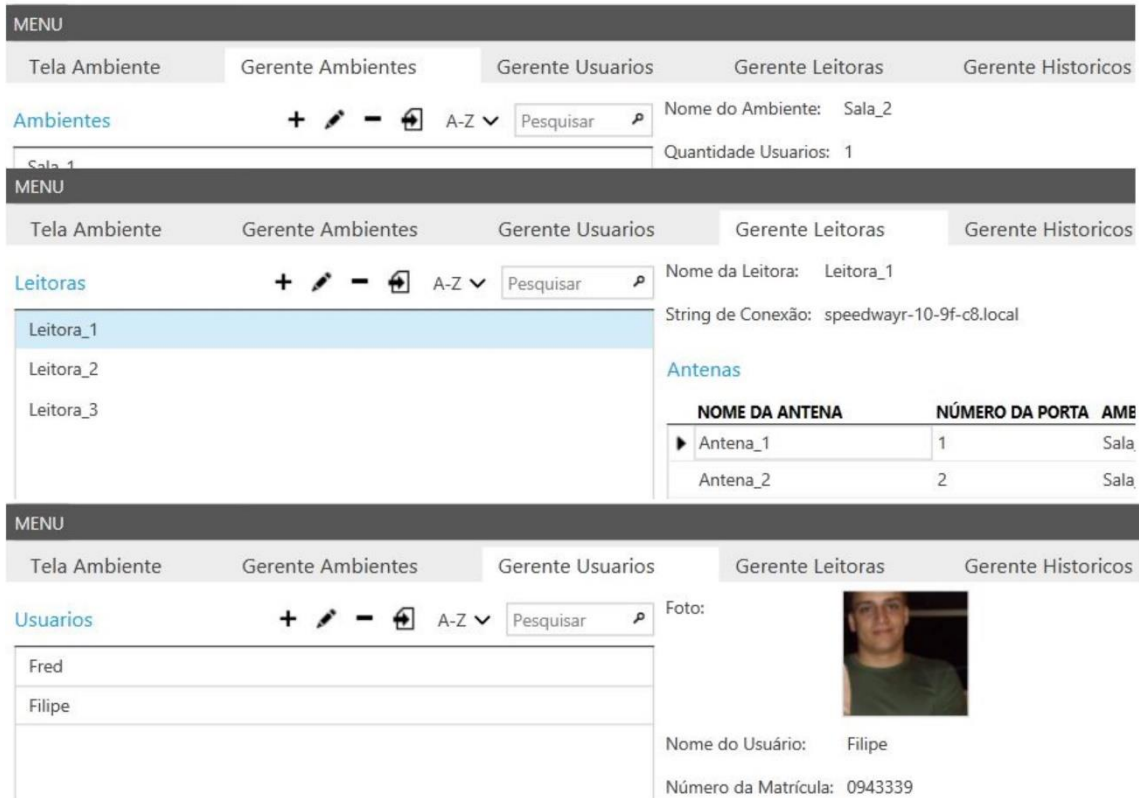 MENU
Tela Ambiente Gerente Ambientes Gerente Usuarios Gerente Leitoras Gerente Historicos
Ambientes A-Z Pesquisar
Nome do Ambiente: Sala_2
Quantidade Usuarios: 1
Sala_1
MENU
Tela Ambiente Gerente Ambientes Gerente Usuarios Gerente Leitoras Gerente Historicos
Leitoras A-Z Pesquisar
Leitora_1
Leitora_2
Leitora_3
Nome da Leitora: Leitora_1
String de Conexão: speedwayr-10-9f-c8.local
Antenas
NOME DA ANTENA NÚMERO DA PORTA AMB
Antena_1 1 Sala_
Antena_2 2 Sala_
MENU
Tela Ambiente Gerente Ambientes Gerente Usuarios Gerente Leitoras Gerente Historicos
Usuarios A-Z Pesquisar
Fred
Filipe
Foto:
Nome do Usuário: Filipe
Número da Matrícula: 0943339